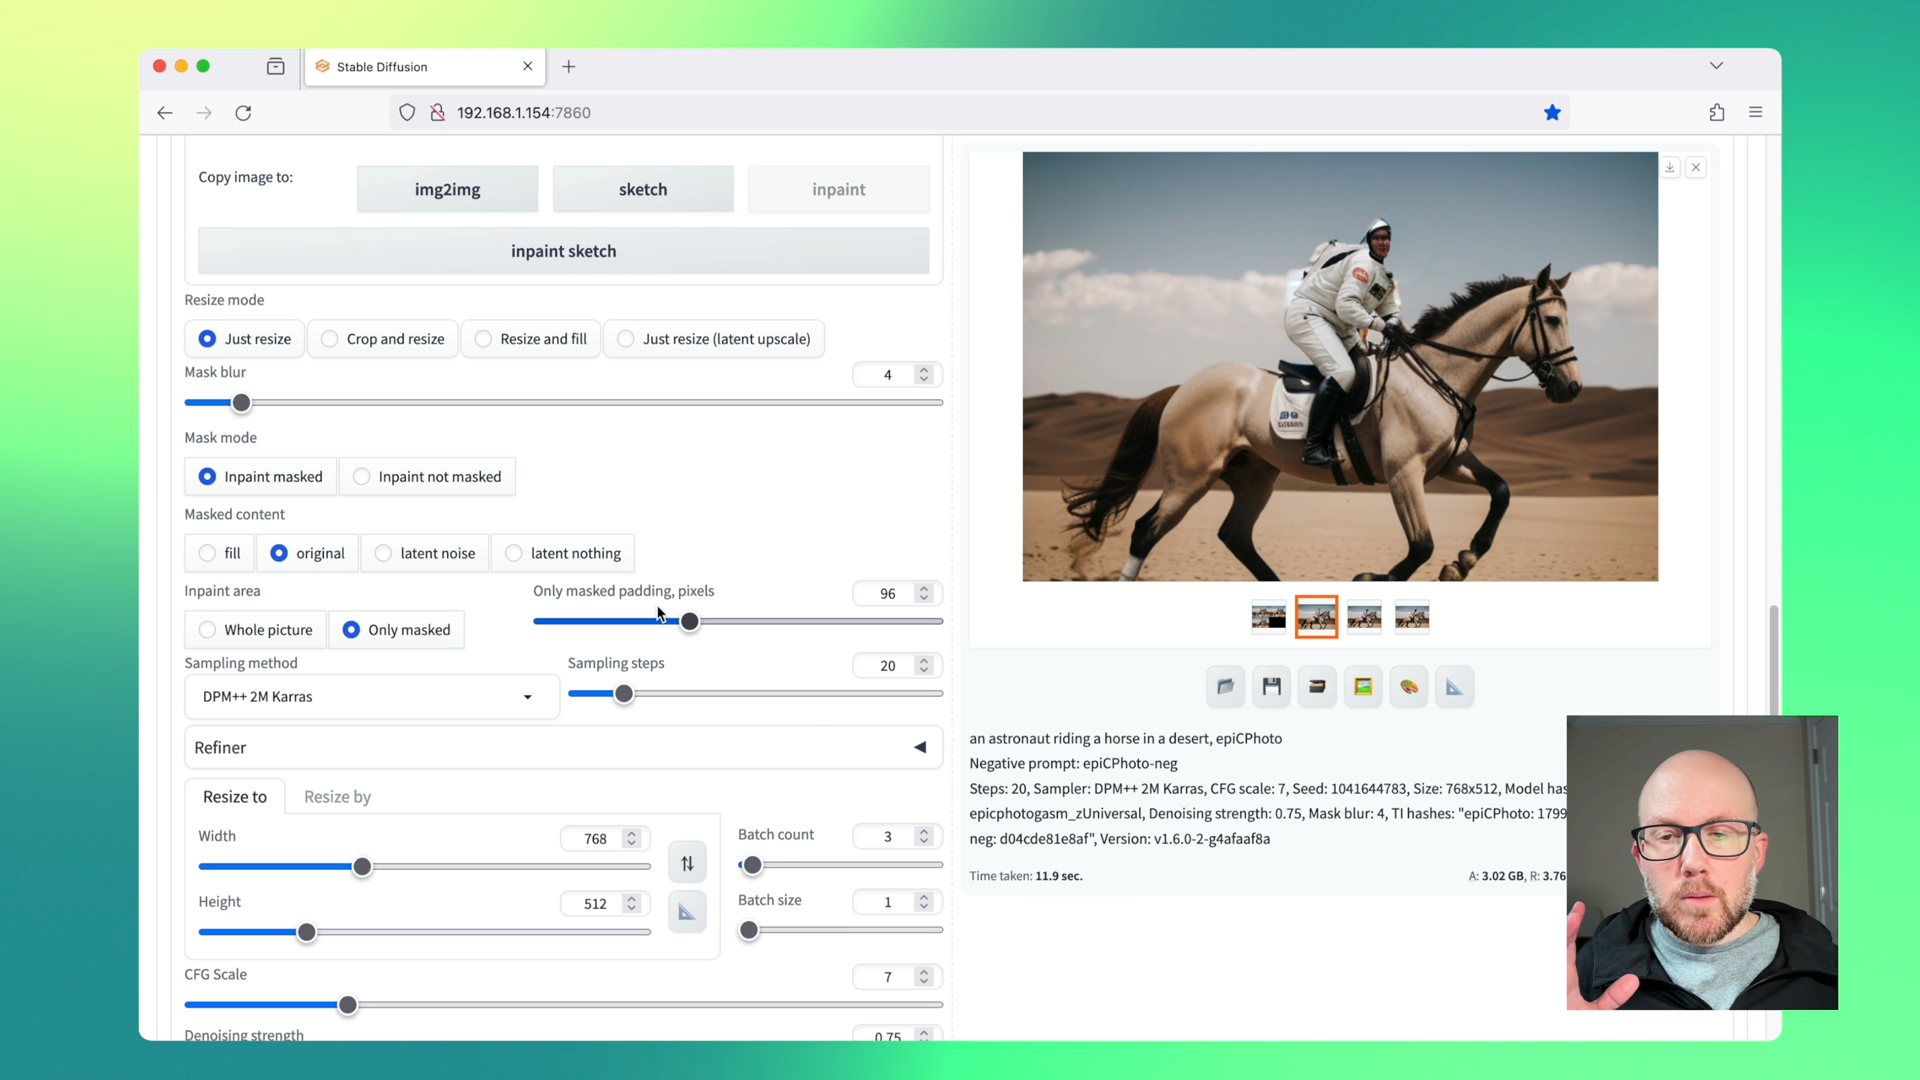 Stable Diffusion
192.168.1.154:7860
Copy image to:
img2img
sketch
inpaint
inpaint sketch
Resize mode
Just resize
Crop and resize
Resize and fill
Just resize (latent upscale)
Mask blur
4
Mask mode
Inpaint masked
Inpaint not masked
Masked content
fill
original
latent noise
latent nothing
Inpaint area
Only masked padding, pixels
96
Whole picture
Only masked
Sampling method
Sampling steps
20
DPM++ 2M Karras
Refiner
Resize to
Resize by
Width
768
Height
512
Batch count
3
Batch size
1
CFG Scale
7
Denoising strength
0.75
an astronaut riding a horse in a desert, epiCPhoto
Negative prompt: epiCPhoto-neg
Steps: 20, Sampler: DPM++ 2M Karras, CFG scale: 7, Seed: 1041644783, Size: 768x512, Model has
epicphotogasm_zUniversal, Denoising strength: 0.75, Mask blur: 4, TI hashes: "epiCPhoto: 1799
neg: d04cde81e8af", Version: v1.6.0-2-g4afaaf8a
Time taken: 11.9 sec.
A: 3.02 GB, R: 3.76